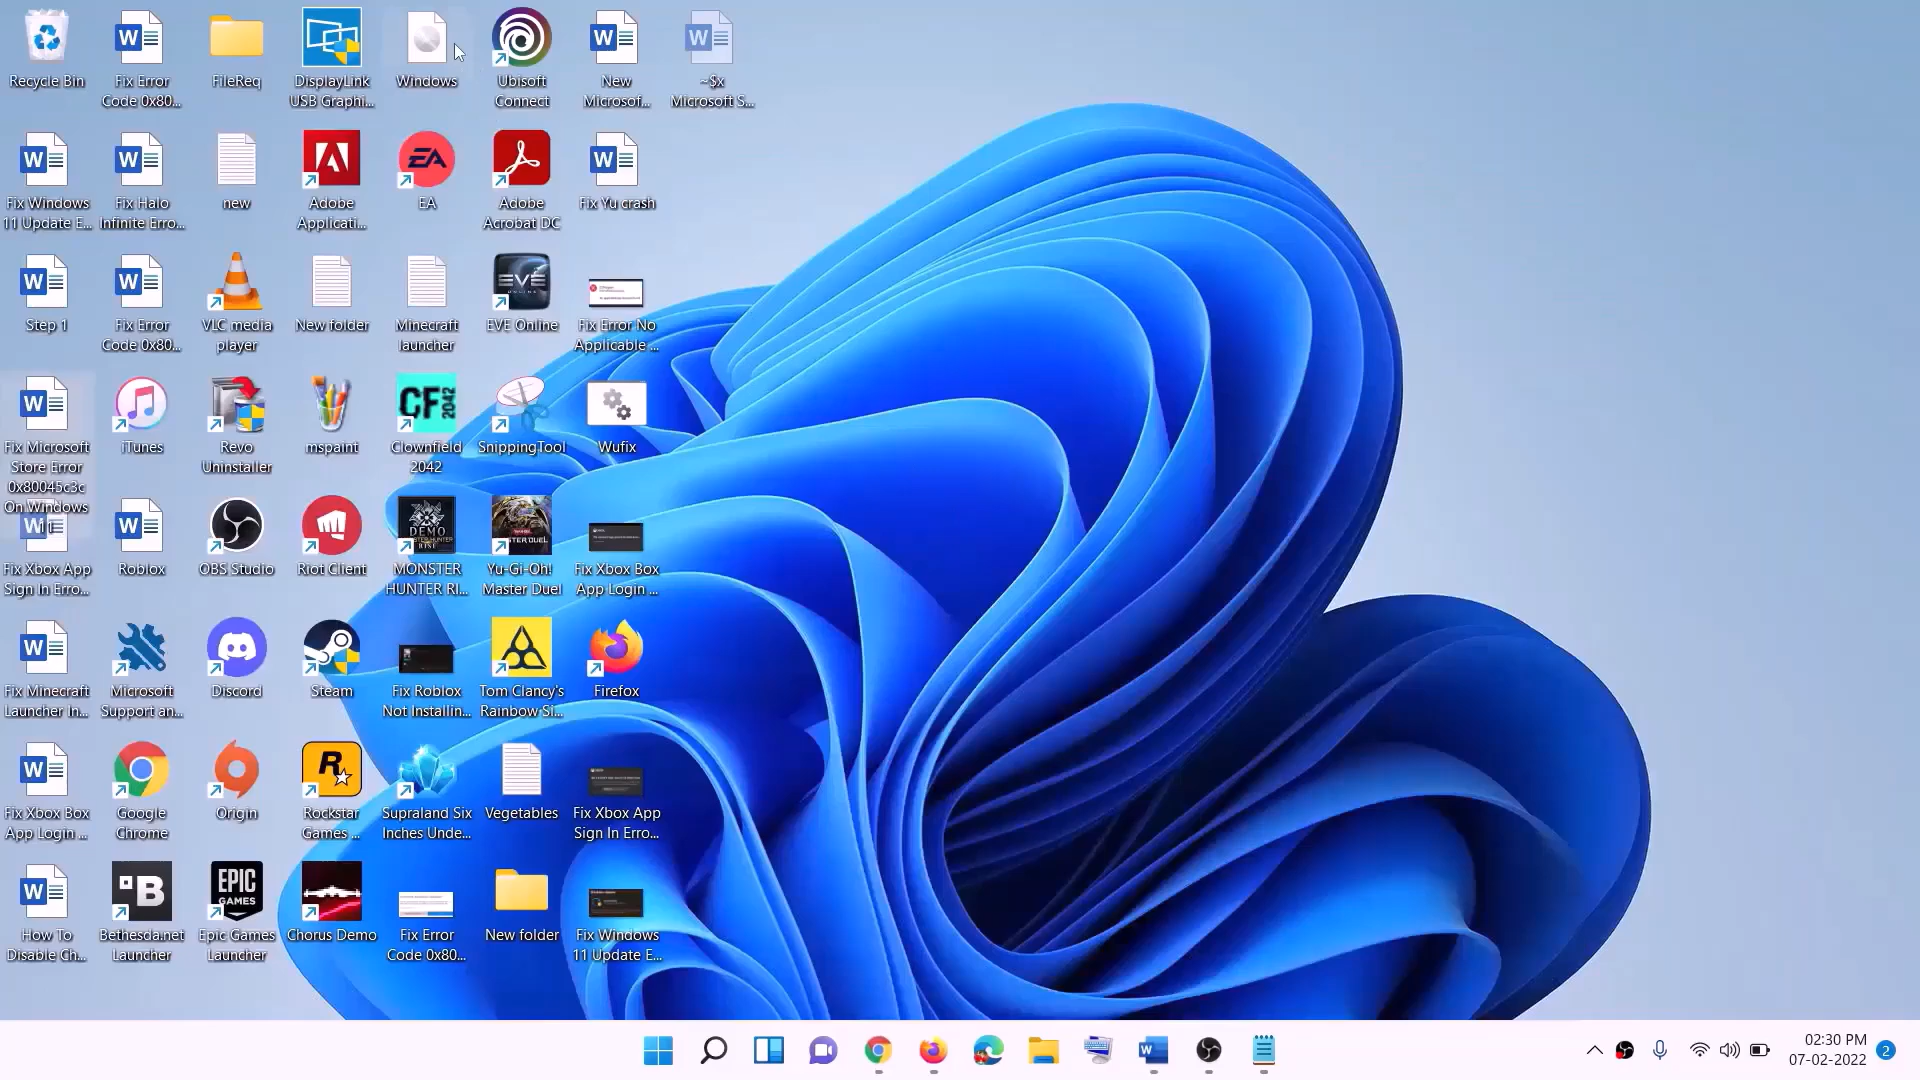 Recycle Bin
Fix Error
Code 0x80...
FileReq
DisplayLink
USB Graphi...
Windows
Ubisoft
Connect
New
Microsof...
~$x
Microsoft S...
Fix Windows
11 Update E...
Fix Halo
Infinite Erro...
new
Adobe
Applicati...
EA
EA
Adobe
Acrobat DC
Fix Yu crash
Step 1
Fix Error
Code 0x80...
VLC media
player
New folder
Minecraft
launcher
EVE
ONLINE
EVE Online
Fix Error No
Applicable ...
Fix Microsoft
Store Error
0x80045c3c
On Windows
11
iTunes
Revo
Uninstaller
mspaint
CF 2042
Clownfield
2042
SnippingTool
Wufix
Fix Xbox App
Sign In Erro...
Roblox
OBS Studio
Riot Client
DEMO
MONSTER
HUNTER RI...
Yu-Gi-Oh!
Master Duel
Fix Xbox Box
App Login ...
Fix Minecraft
Launcher In...
Microsoft
Support an...
Discord
Steam
Fix Roblox
Not Installin...
Tom Clancy's
Rainbow Si...
Firefox
Fix Xbox Box
App Login ...
Google
Chrome
Origin
Rockstar
Games ...
Supraland Six
Inches Unde...
Vegetables
Fix Xbox App
Sign In Erro...
How To
Disable Ch...
B
Bethesda.net
Launcher
EPIC
GAMES
Epic Games
Launcher
Chorus Demo
Fix Error
Code 0x80...
New folder
Fix Windows
11 Update E...
02:30 PM
07-02-2022
2